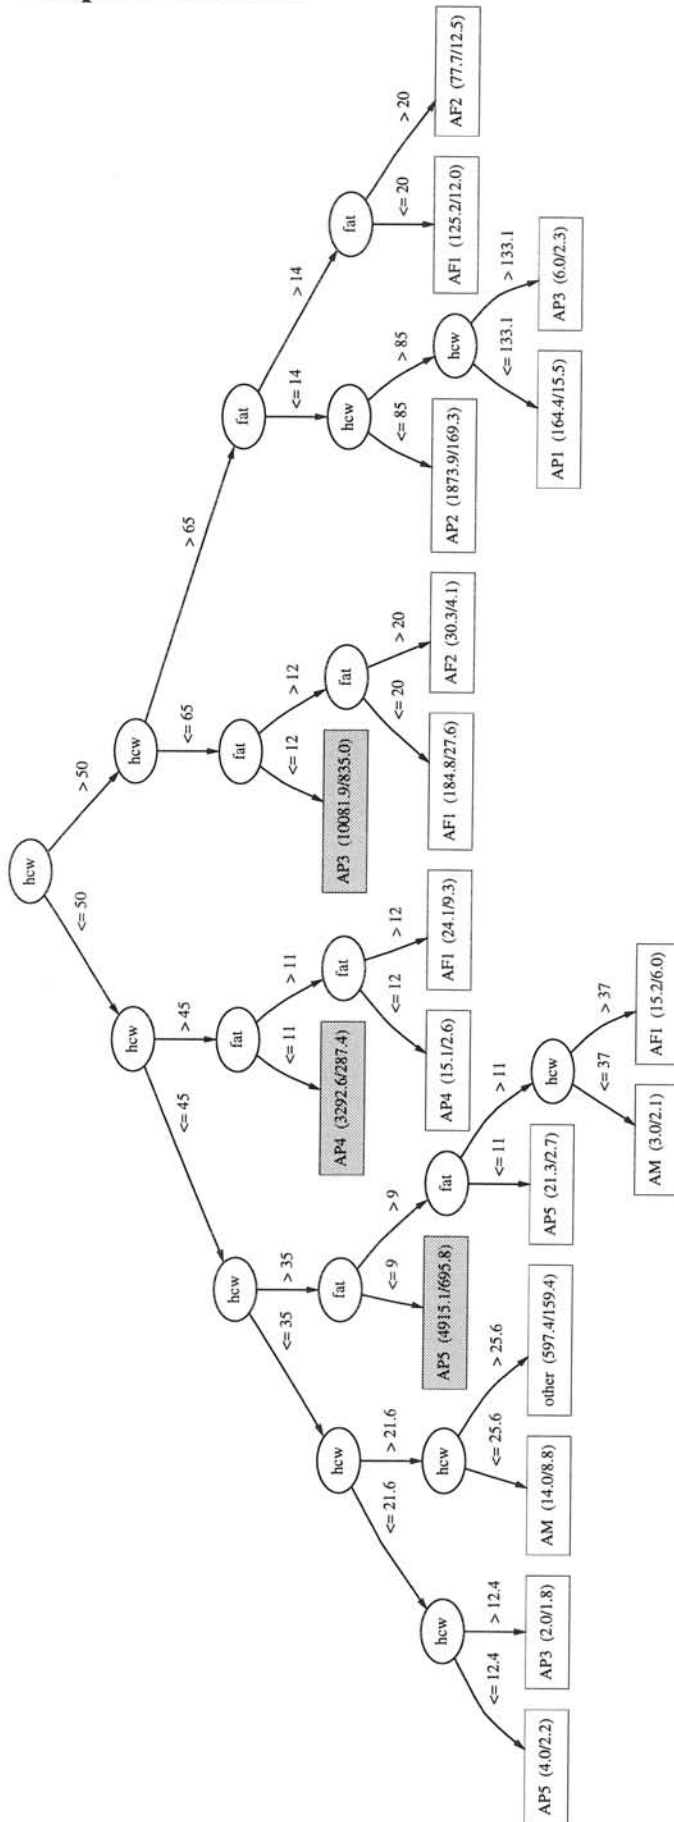 hcw
<= 50
> 50
hcw
hcw
<= 45
> 45
<= 65
> 65
hcw
fat
fat
fat
<= 35
> 35
<= 11
> 11
<= 12
> 12
<= 14
> 14
hcw
fat
AP4 (3292.6/287.4)
fat
AP3 (10081.9/835.0)
fat
hcw
fat
<= 21.6
> 21.6
<= 9
> 9
<= 12
> 12
<= 20
> 20
<= 85
> 85
<= 20
> 20
hcw
hcw
AP5 (4915.1/695.8)
fat
AP4 (15.1/2.6)
AF1 (24.1/9.3)
AF1 (184.8/27.6)
AF2 (30.3/4.1)
AP2 (1873.9/169.3)
hcw
AF1 (125.2/12.0)
AF2 (77.7/12.5)
<= 12.4
> 12.4
<= 25.6
> 25.6
<= 11
> 11
<= 133.1
> 133.1
AP5 (4.0/2.2)
AP3 (2.0/1.8)
AM (14.0/8.8)
other (597.4/159.4)
AP5 (21.3/2.7)
hcw
AP1 (164.4/15.5)
AP3 (6.0/2.3)
<= 37
> 37
AM (3.0/2.1)
AF1 (15.2/6.0)